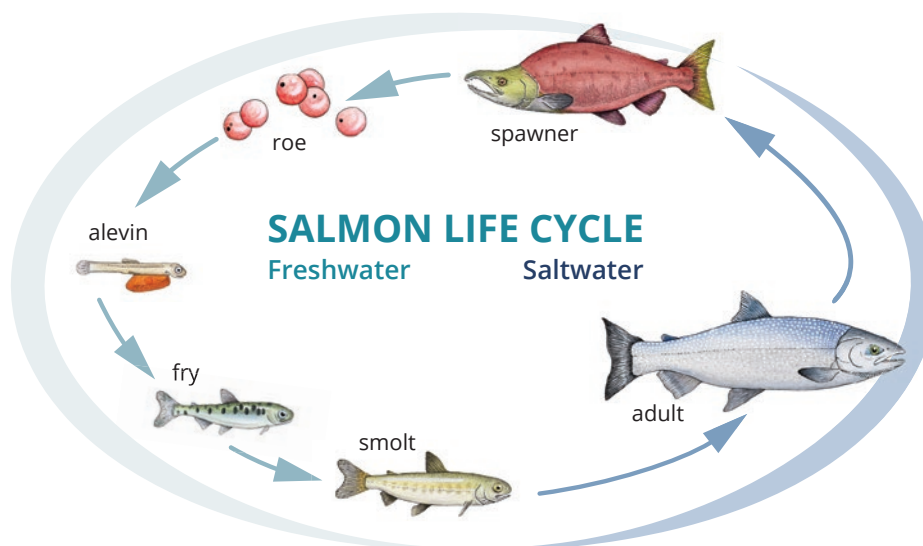 spawner
roe
alevin
SALMON LIFE CYCLE
Freshwater Saltwater
fry
adult
smolt